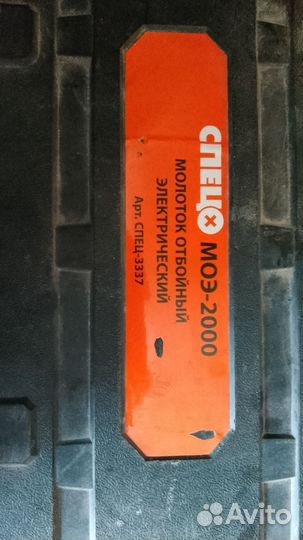 СПЕЦ МОЭ-2000
МОЛОТОК ОТБОЙНЫЙ
ЭЛЕКТРИЧЕСКИЙ
Арт. СПЕЦ-3337
Avito